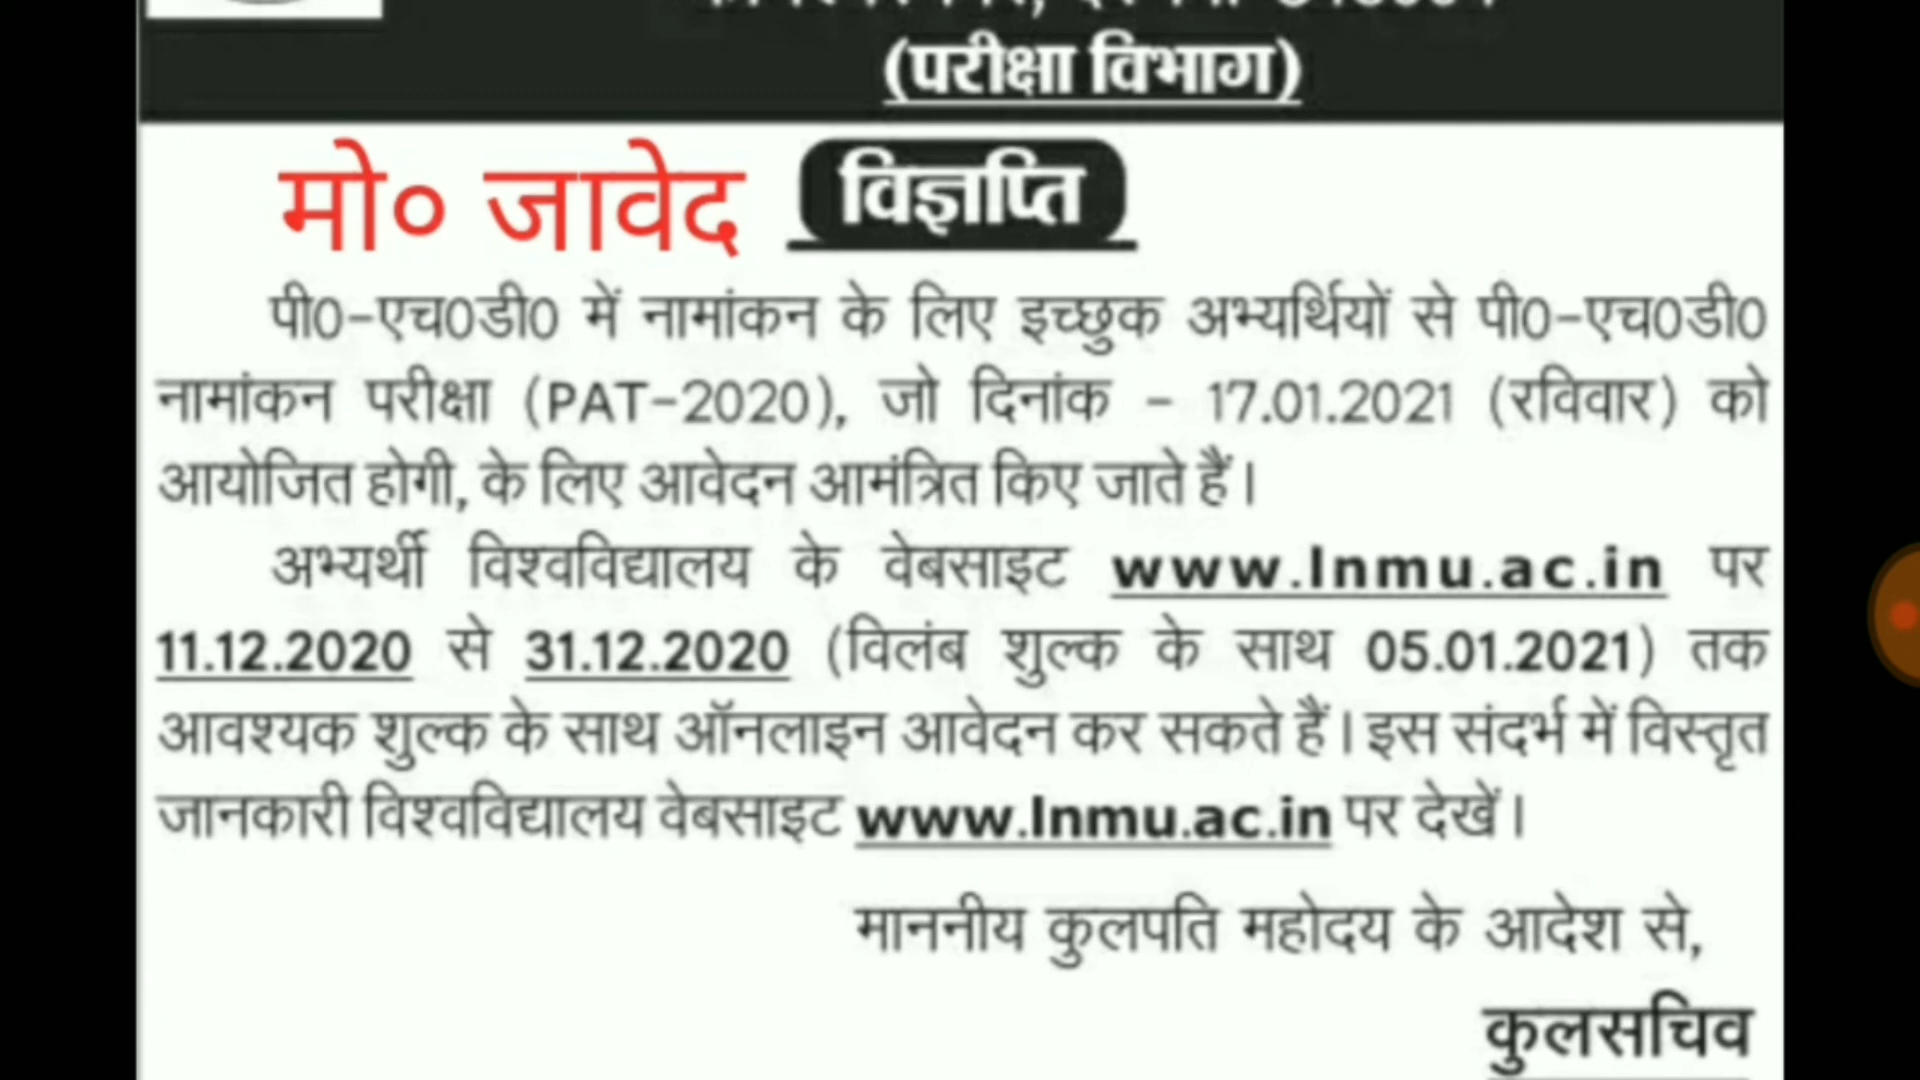 (परीक्षा विभाग)
मो० जावेद विज्ञप्ति
पी0-एच0डी0 में नामांकन के लिए इच्छुक अभ्यर्थियों से पी0-एच0डी0
नामांकन परीक्षा (PAT-2020), जो दिनांक - 17.01.2021 (रविवार) को
आयोजित होगी, के लिए आवेदन आमंत्रित किए जाते हैं।
अभ्यर्थी विश्वविद्यालय के वेबसाइट www.lnmu.ac.in पर
11.12.2020 से 31.12.2020 (विलंब शुल्क के साथ 05.01.2021) तक
आवश्यक शुल्क के साथ ऑनलाइन आवेदन कर सकते हैं। इस संदर्भ में विस्तृत
जानकारी विश्वविद्यालय वेबसाइट www.lnmu.ac.in पर देखें।
माननीय कुलपति महोदय के आदेश से,
कुलसचिव